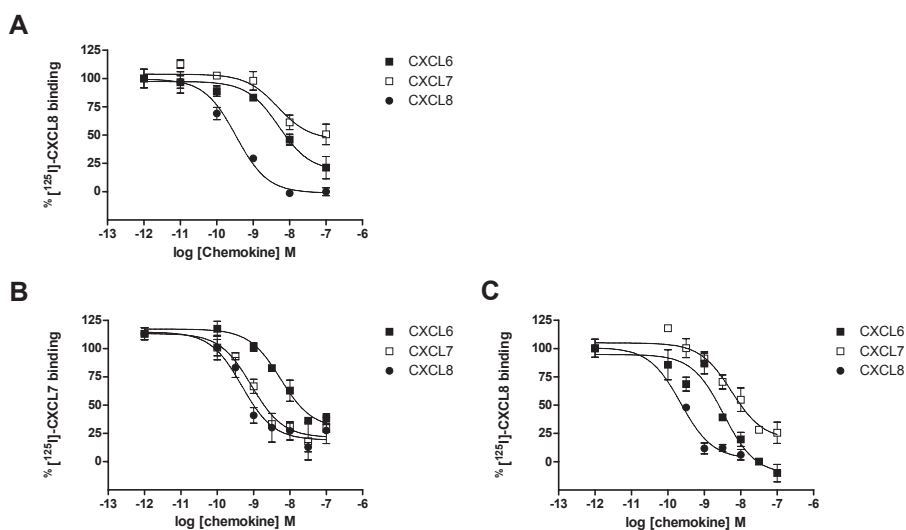 A
% [¹²⁵I]-CXCL8 binding
125
100
75
50
25
0
-13 -12 -11 -10 -9 -8 -7 -6
log [Chemokine] M
CXCL6
CXCL7
CXCL8
B
% [¹²⁵I]-CXCL7 binding
125
100
75
50
25
0
-13 -12 -11 -10 -9 -8 -7 -6
log [chemokine] M
CXCL6
CXCL7
CXCL8
C
% [¹²⁵I]-CXCL8 binding
125
100
75
50
25
0
-13 -12 -11 -10 -9 -8 -7 -6
log [chemokine] M
CXCL6
CXCL7
CXCL8